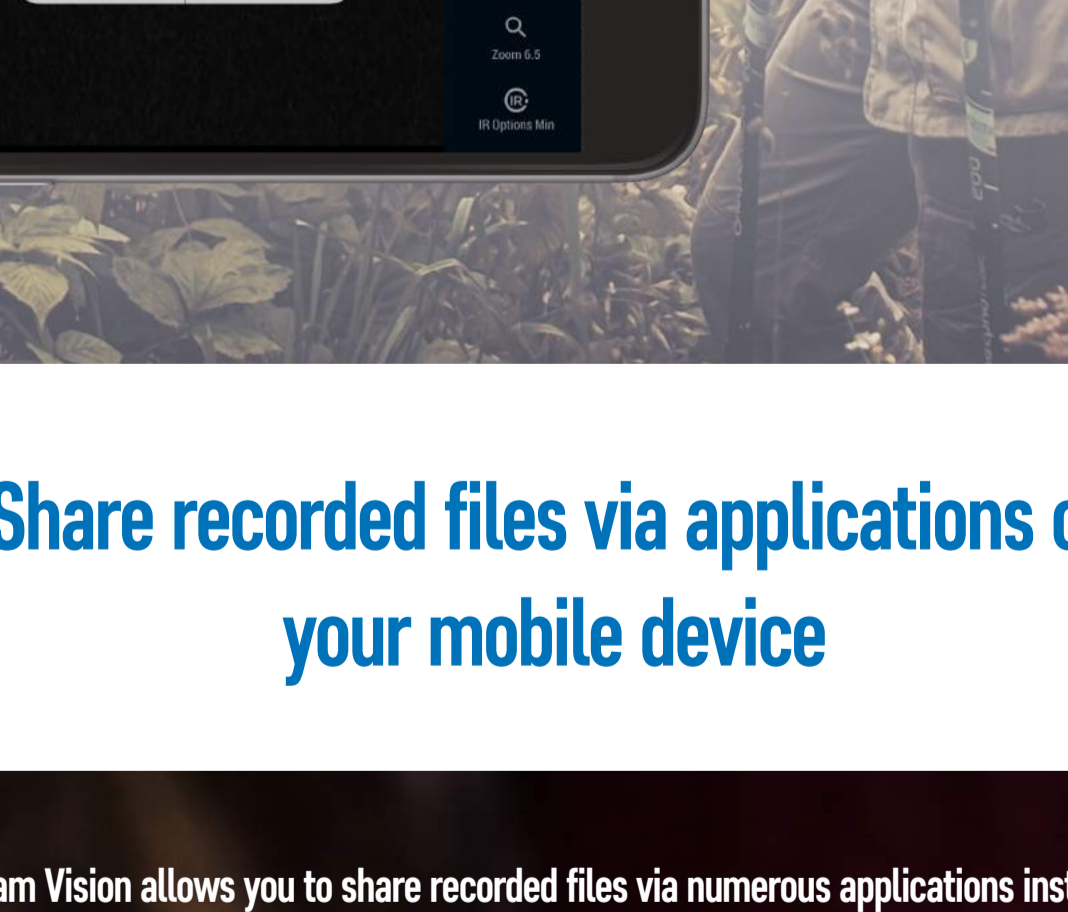 Zoom 6.5
IR
IR Options Min
Share recorded files via applications
your mobile device
Vision allows you to share recorded files via numerous applications